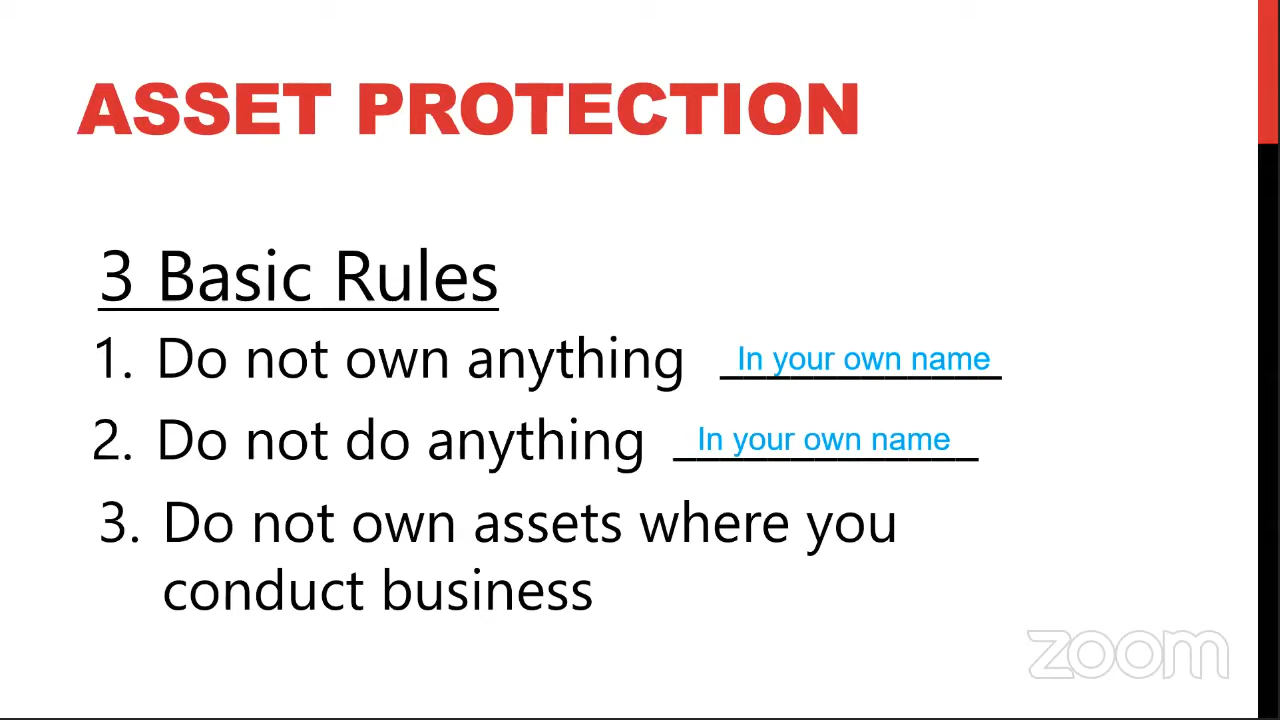 ASSET PROTECTION
3 Basic Rules
1. Do not own anything In your own name
2. Do not do anything In your own name
3. Do not own assets where you
conduct business
zoom